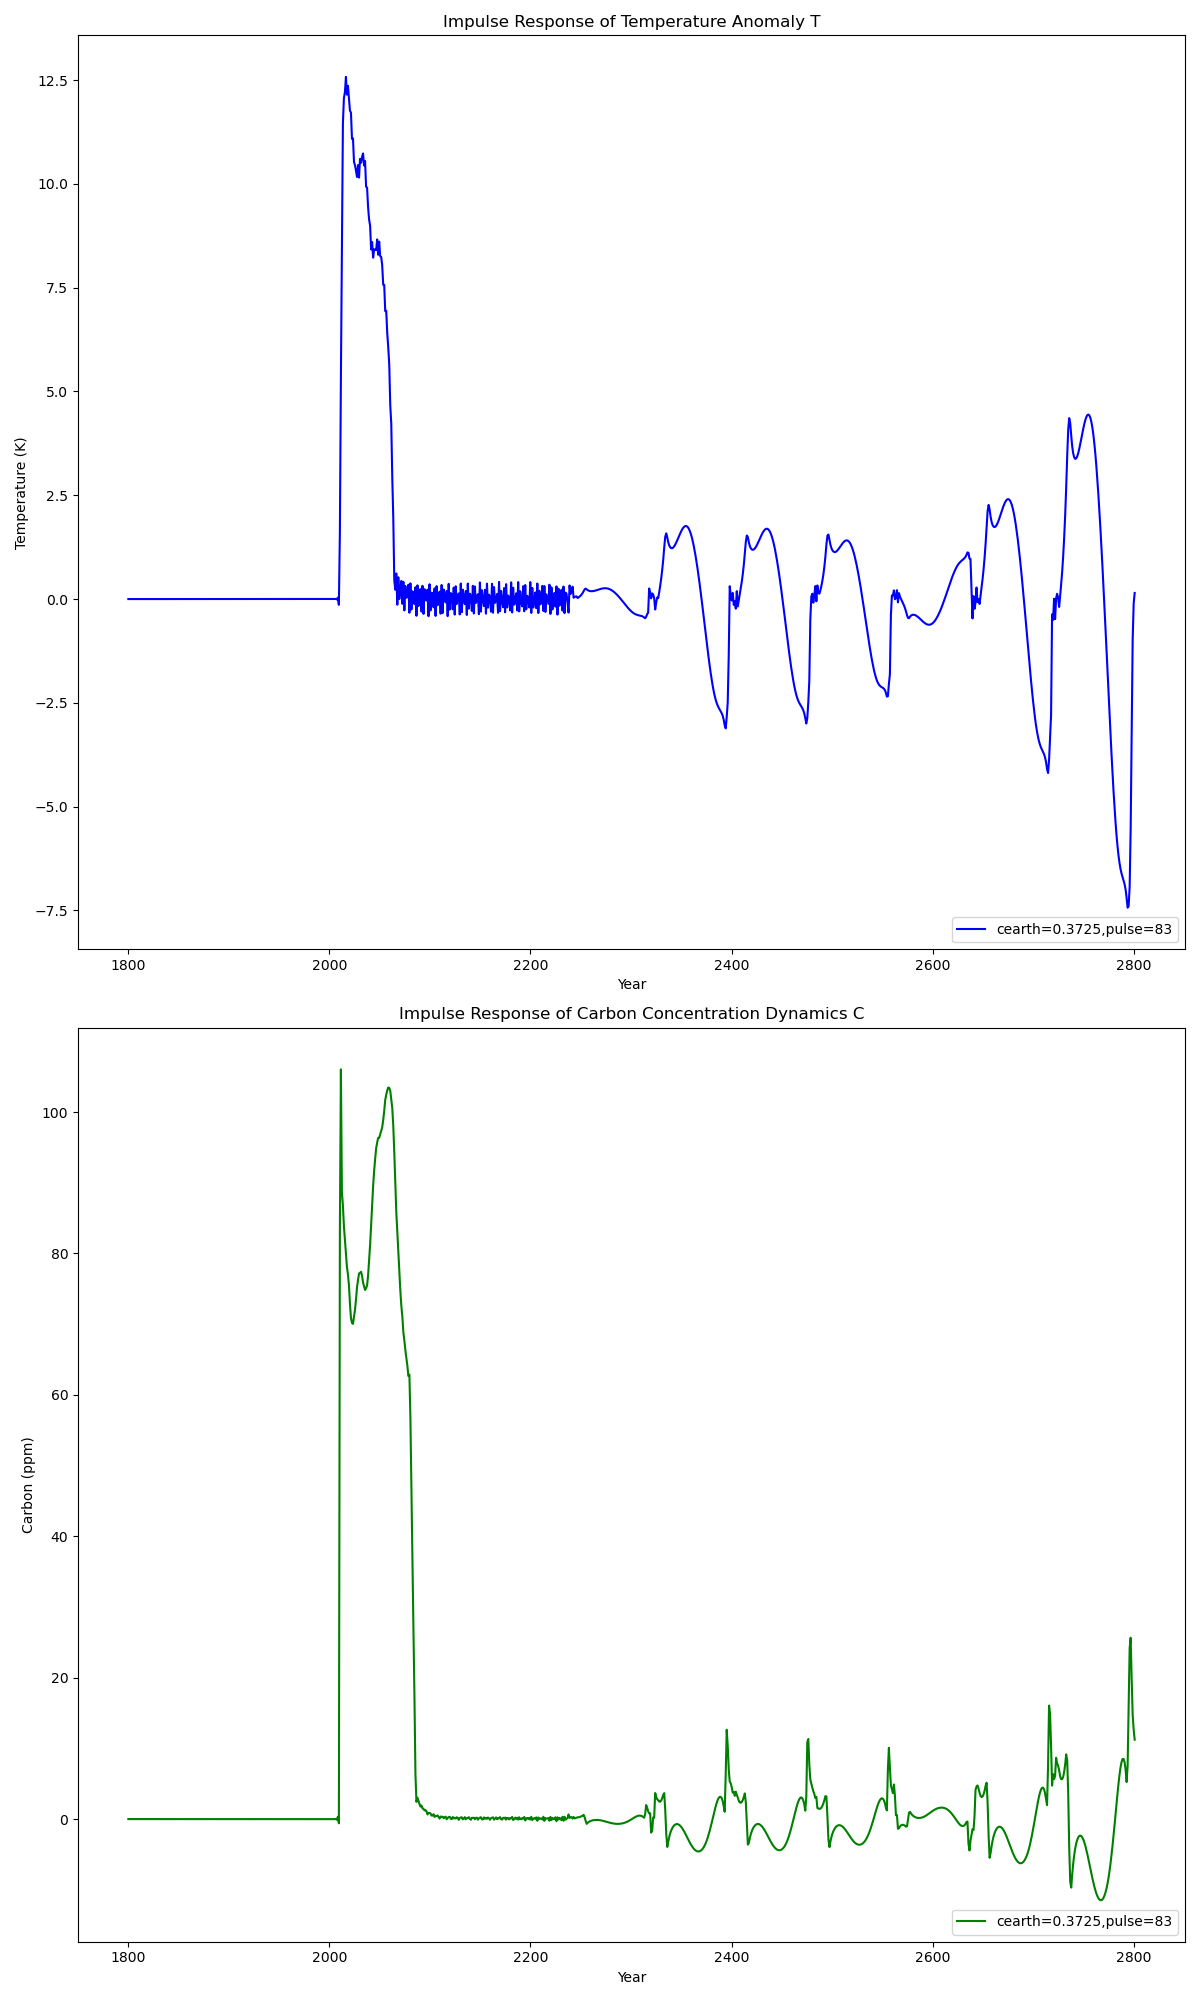 Impulse Response of Temperature Anomaly T
12.5
10.0
7.5
5.0
2.5
0.0
−2.5
−5.0
−7.5
Temperature (K)
cearth=0.3725,pulse=83
1800 2000 2200 2400 2600 2800
Year
Impulse Response of Carbon Concentration Dynamics C
100
80
60
40
20
0
Carbon (ppm)
cearth=0.3725,pulse=83
1800 2000 2200 2400 2600 2800
Year